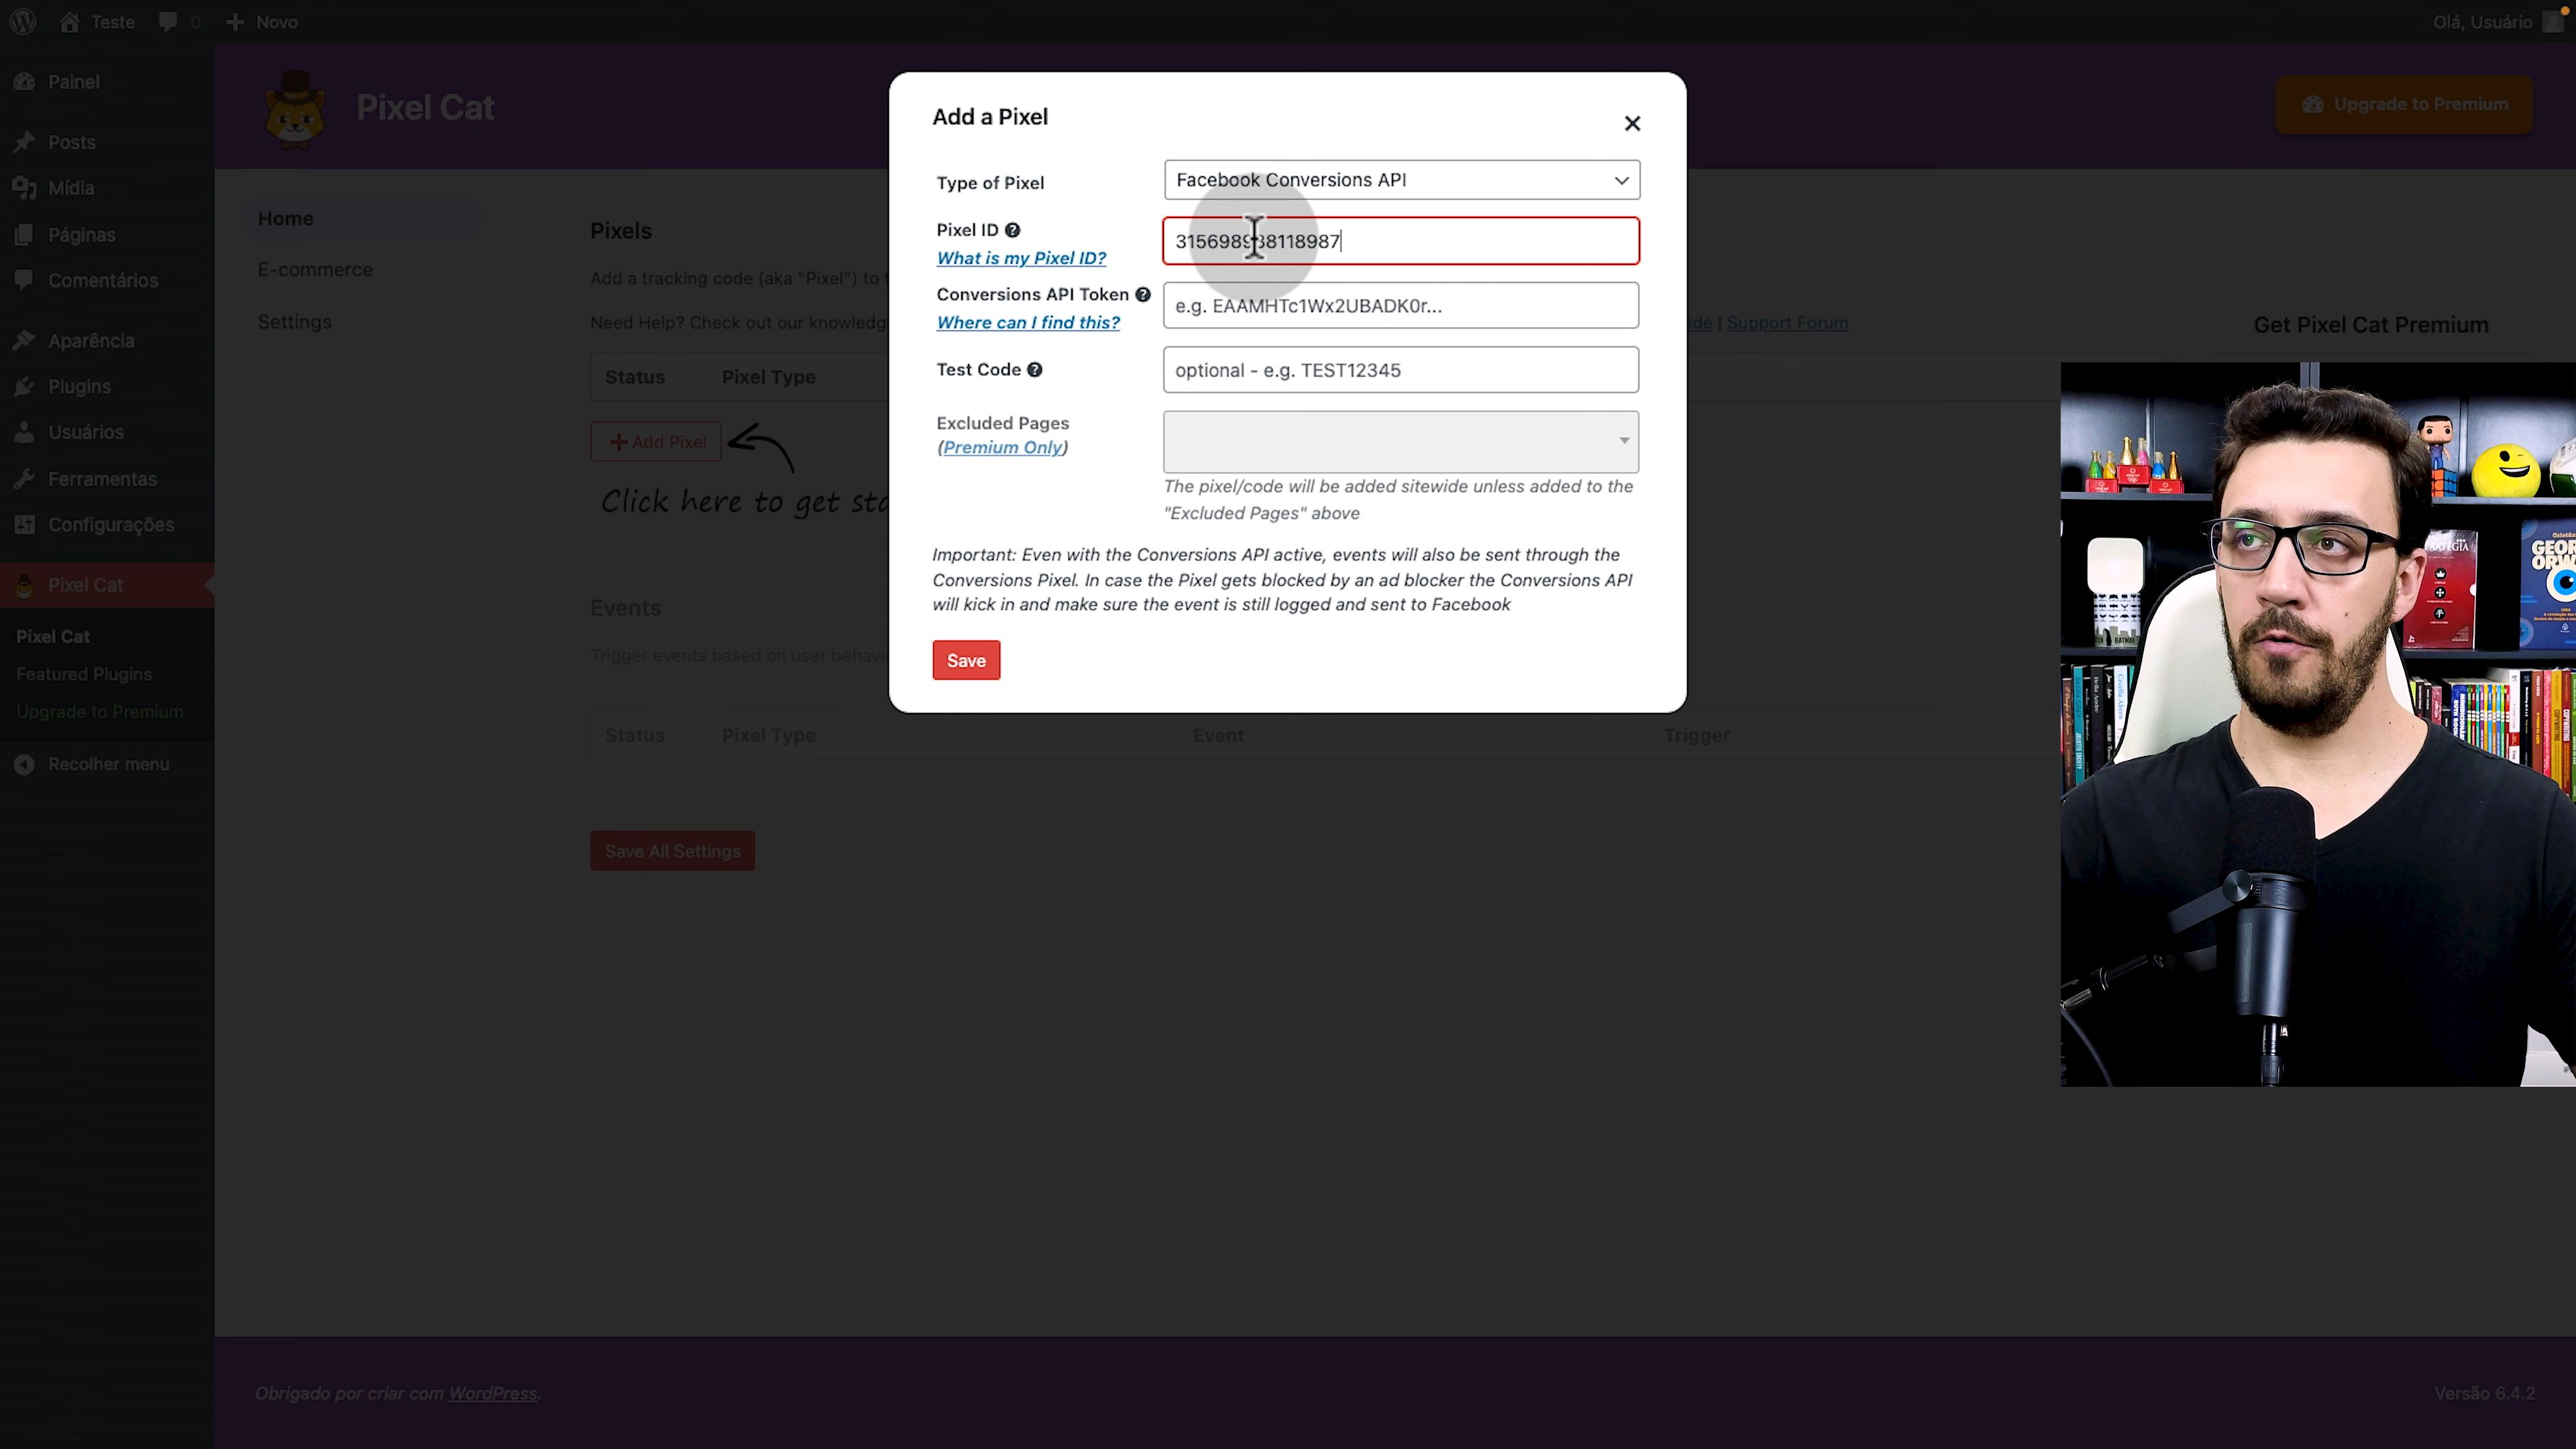 Teste
0
Novo
Olá, Usuário
Painel
Posts
Mídia
Páginas
Comentários
Aparência
Plugins
Usuários
Ferramentas
Configurações
Pixel Cat
Pixel Cat
Featured Plugins
Upgrade to Premium
Recolher menu
Pixel Cat
Upgrade to Premium
Home
E-commerce
Settings
Pixels
Add a tracking code (aka "Pixel") to
Need Help? Check out our knowledg
| Support Forum
Get Pixel Cat Premium
Status Pixel Type
+ Add Pixel
Click here to get
Events
Trigger events based on user behavi
Status Pixel Type Event Trigger
Save All Settings
Add a Pixel
Type of Pixel
Facebook Conversions API
Pixel ID
What is my Pixel ID?
Conversions API Token
Where can I find this?
e.g. EAAMHTc1Wx2UBADK0r...
Test Code
optional - e.g. TEST12345
Excluded Pages
(Premium Only)
The pixel/code will be added sitewide unless added to the
"Excluded Pages" above
Important: Even with the Conversions API active, events will also be sent through the
Conversions Pixel. In case the Pixel gets blocked by an ad blocker the Conversions API
will kick in and make sure the event is still logged and sent to Facebook
Save
Obrigado por criar com WordPress.
Versão 6.4.2